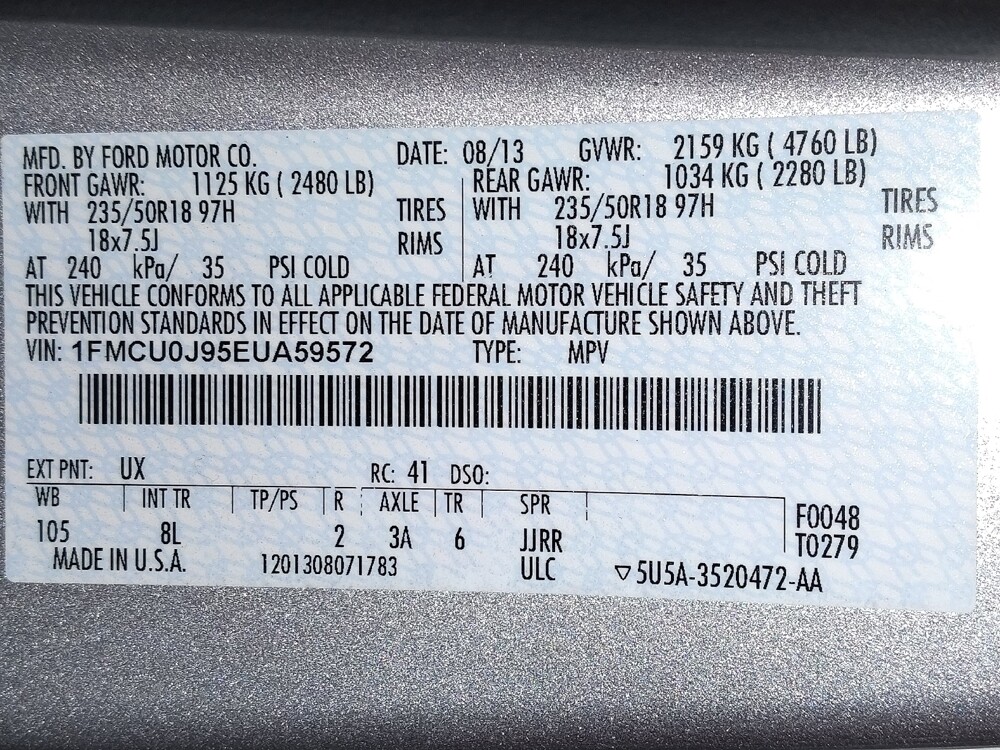 MFD. BY FORD MOTOR CO. DATE: 08/13 GVWR: 2159 KG ( 4760 LB)
FRONT GAWR: 1125 KG ( 2480 LB) REAR GAWR: 1034 KG ( 2280 LB)
WITH 235/50R18 97H TIRES WITH 235/50R18 97H TIRES
18x7.5J RIMS 18x7.5J RIMS
AT 240 kPa/ 35 PSI COLD AT 240 kPa/ 35 PSI COLD
THIS VEHICLE CONFORMS TO ALL APPLICABLE FEDERAL MOTOR VEHICLE SAFETY AND THEFT
PREVENTION STANDARDS IN EFFECT ON THE DATE OF MANUFACTURE SHOWN ABOVE.
VIN: 1FMCU0J95EUA59572 TYPE: MPV
EXT PNT: UX RC: 41 DSO:
WB INT TR TP/PS R AXLE TR SPR F0048
105 8L 2 3A 6 JJRR T0279
MADE IN U.S.A. 1201308071783 ULC ▽5U5A-3520472-AA